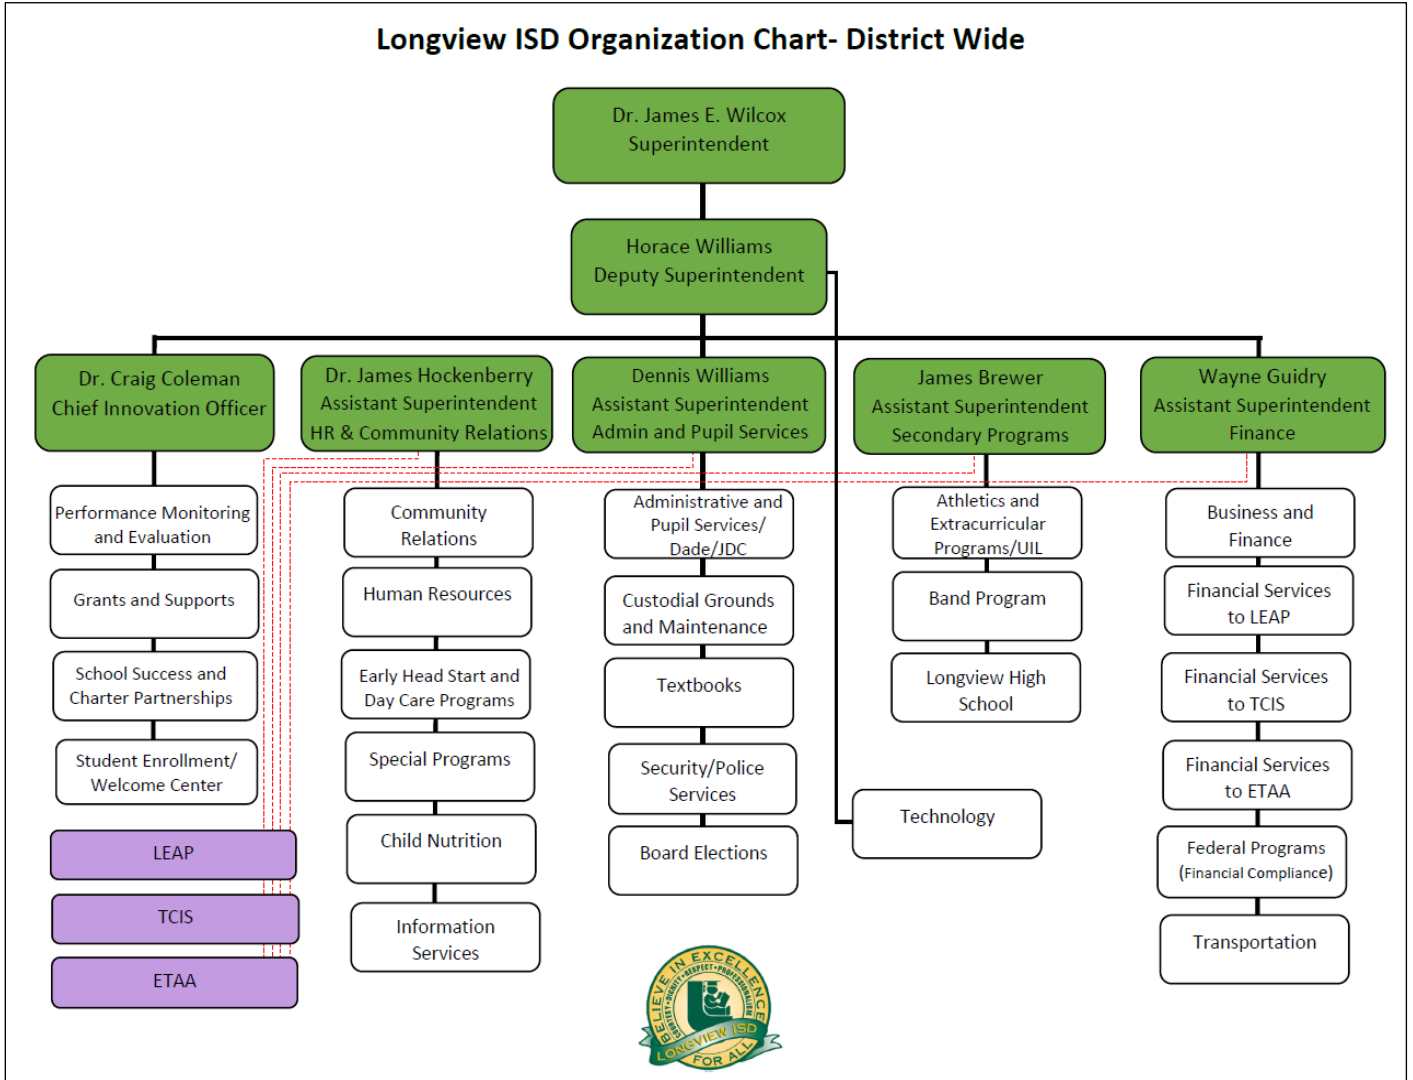 Longview ISD Organization Chart- District Wide
Dr. James E. Wilcox
Superintendent
Horace Williams
Deputy Superintendent
Dr. Craig Coleman
Chief Innovation Officer
Dr. James Hockenberry
Assistant Superintendent
HR & Community Relations
Dennis Williams
Assistant Superintendent
Admin and Pupil Services
James Brewer
Assistant Superintendent
Secondary Programs
Wayne Guidry
Assistant Superintendent
Finance
Performance Monitoring
and Evaluation
Grants and Supports
School Success and
Charter Partnerships
Student Enrollment/
Welcome Center
LEAP
TCIS
ETAA
Community
Relations
Human Resources
Early Head Start and
Day Care Programs
Special Programs
Child Nutrition
Information
Services
Administrative and
Pupil Services/
Dade/JDC
Custodial Grounds
and Maintenance
Textbooks
Security/Police
Services
Board Elections
Athletics and
Extracurricular
Programs/UIL
Band Program
Longview High
School
Technology
Business and
Finance
Financial Services
to LEAP
Financial Services
to TCIS
Financial Services
to ETAA
Federal Programs
(Financial Compliance)
Transportation
BELIEVE IN EXCELLENCE
COURTESY•DIGNITY•RESPECT•PROFESSIONALISM
LONGVIEW ISD
FOR ALL